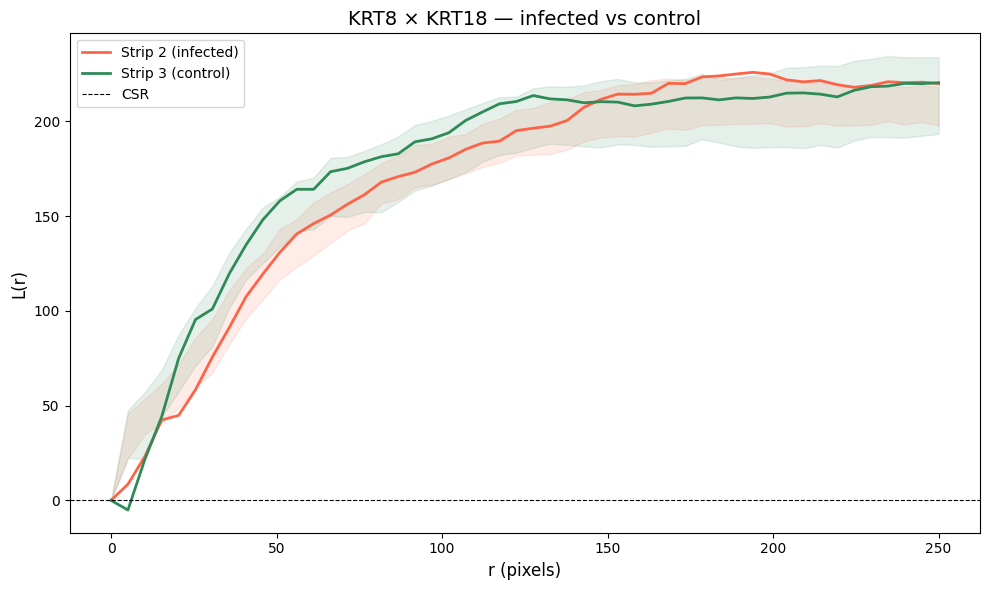 KRT8 × KRT18 — infected vs control
Strip 2 (infected)
Strip 3 (control)
CSR
L(r)
200
150
100
50
0
0 50 100 150 200 250
r (pixels)